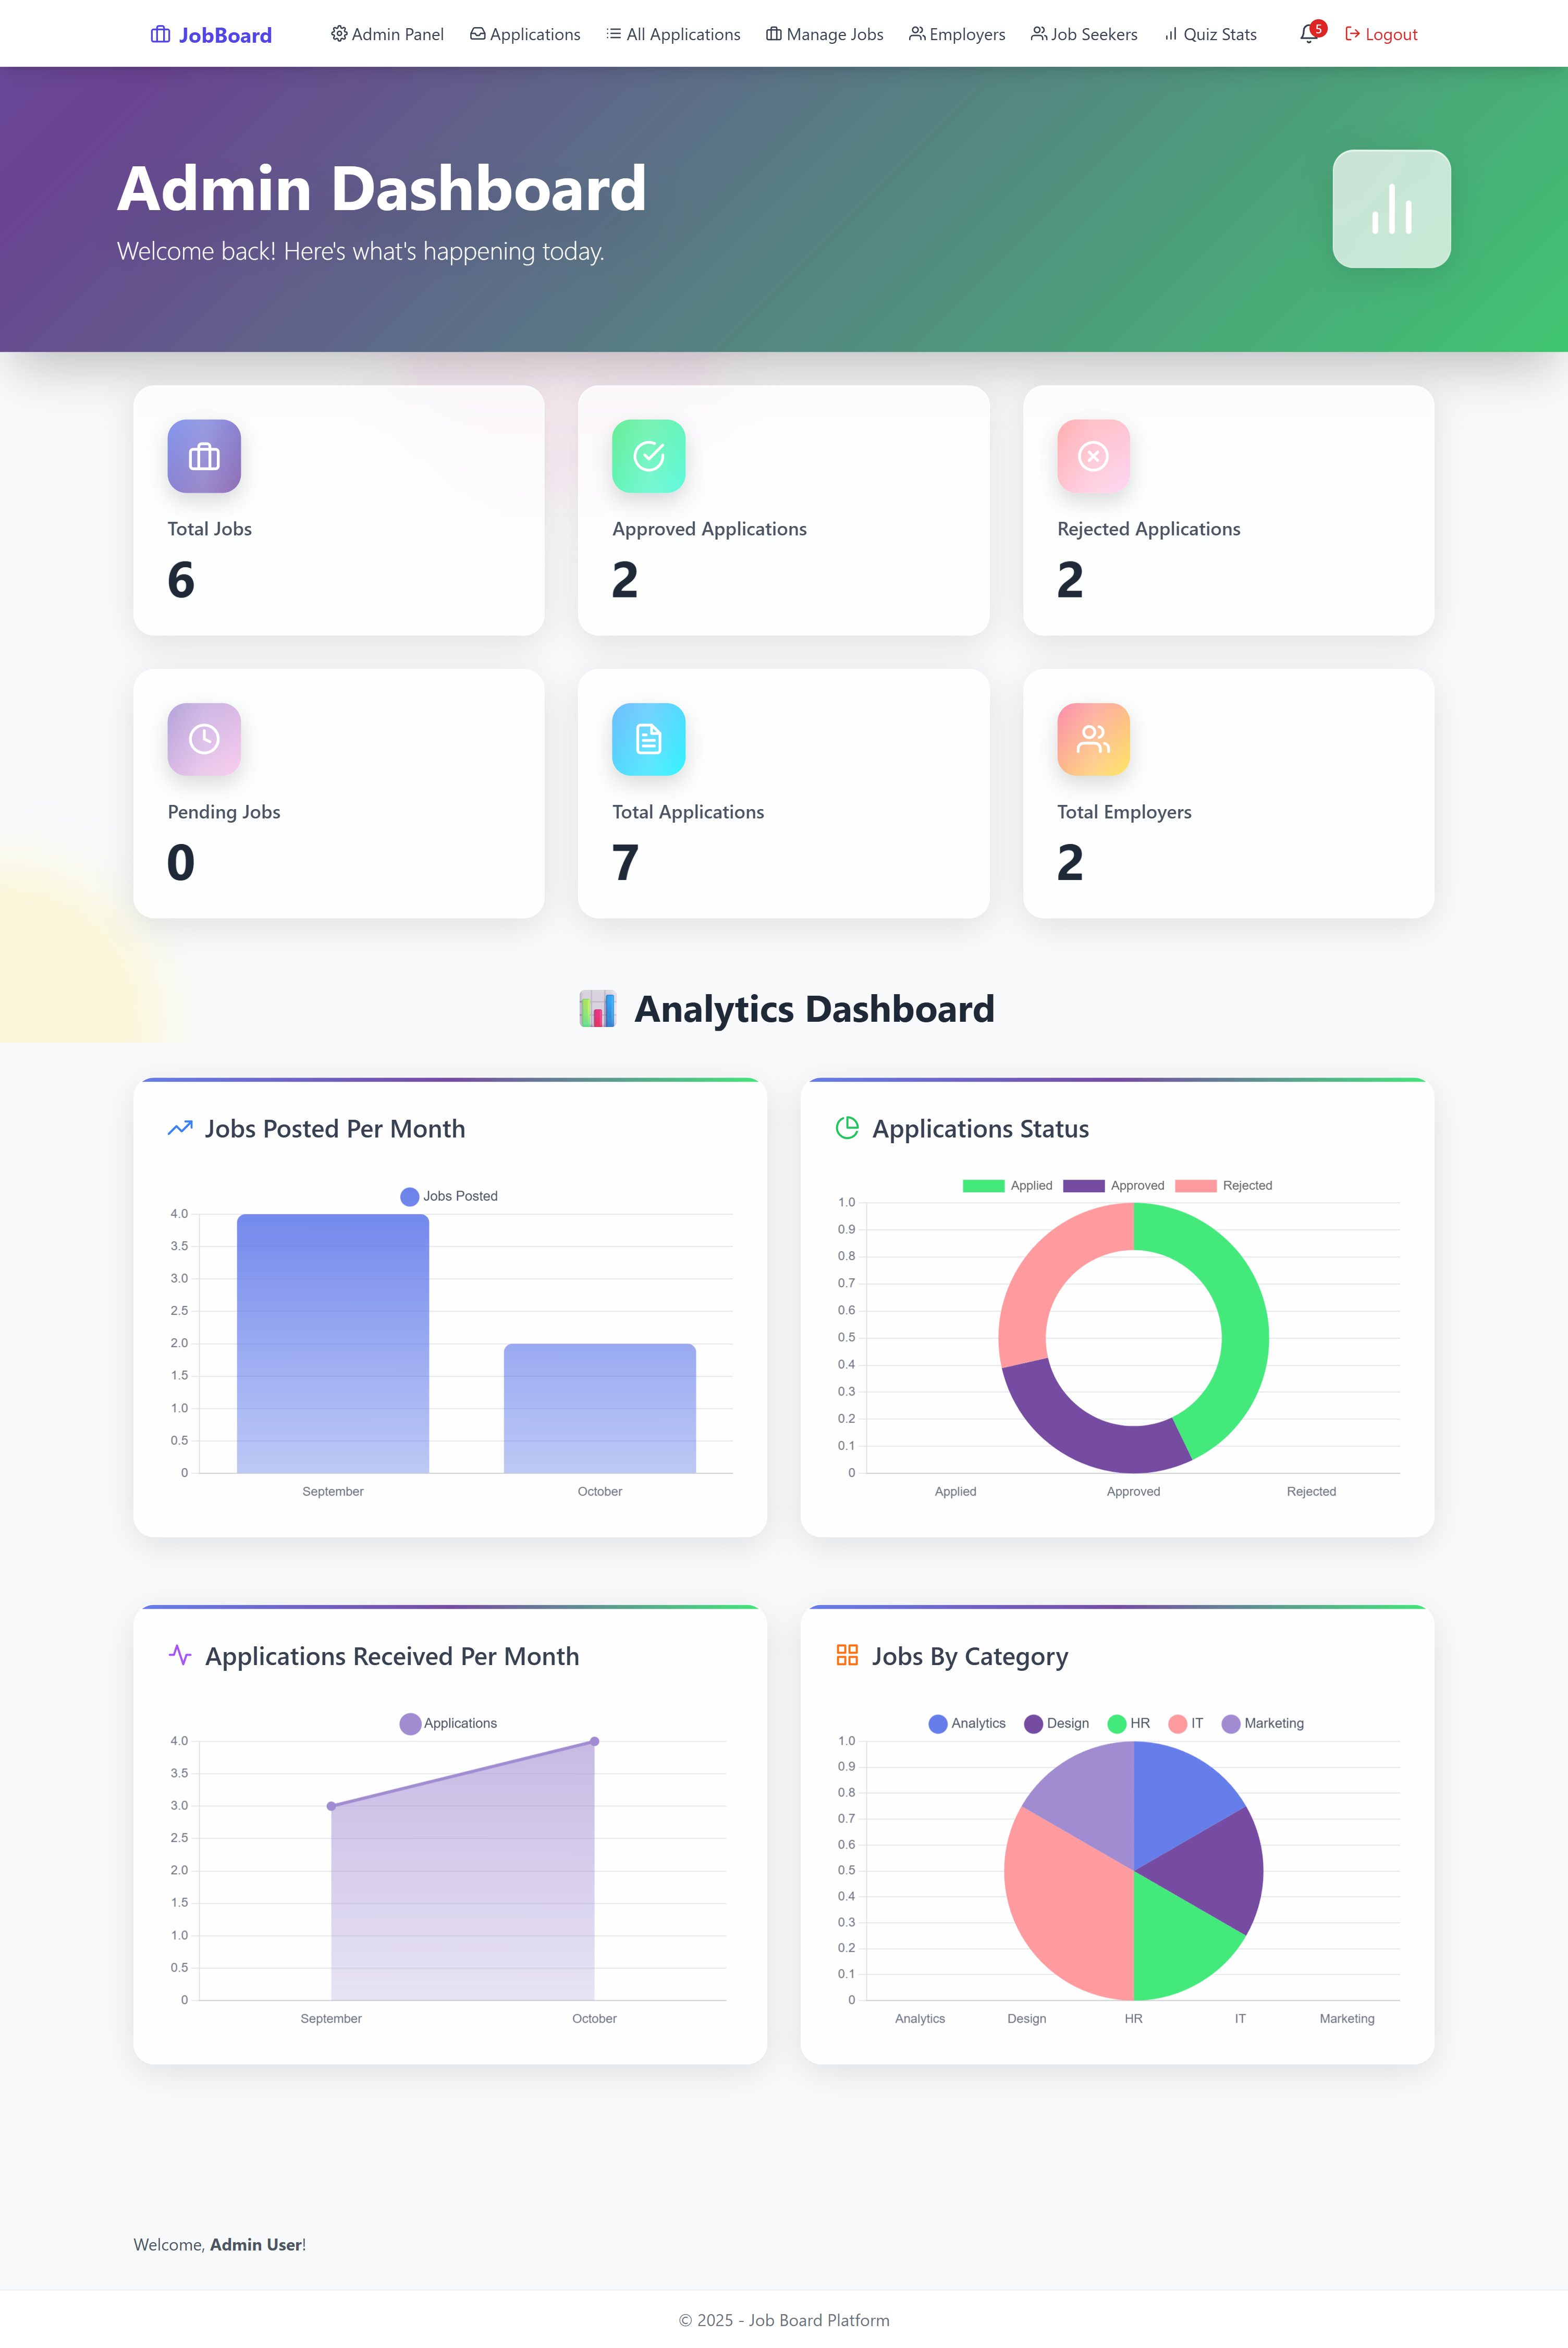 JobBoard
Admin Panel
Applications
All Applications
Manage Jobs
Employers
Job Seekers
Quiz Stats
5
Logout
Admin Dashboard
Welcome back! Here's what's happening today.
Total Jobs
6
Approved Applications
2
Rejected Applications
2
Pending Jobs
0
Total Applications
7
Total Employers
2
Analytics Dashboard
Jobs Posted Per Month
Jobs Posted
4.0
3.5
3.0
2.5
2.0
1.5
1.0
0.5
0
September
October
Applications Status
Applied
Approved
Rejected
1.0
0.9
0.8
0.7
0.6
0.5
0.4
0.3
0.2
0.1
0
Applied
Approved
Rejected
Applications Received Per Month
Applications
4.0
3.5
3.0
2.5
2.0
1.5
1.0
0.5
0
September
October
Jobs By Category
Analytics
Design
HR
IT
Marketing
1.0
0.9
0.8
0.7
0.6
0.5
0.4
0.3
0.2
0.1
0
Analytics
Design
HR
IT
Marketing
Welcome, Admin User!
© 2025 - Job Board Platform